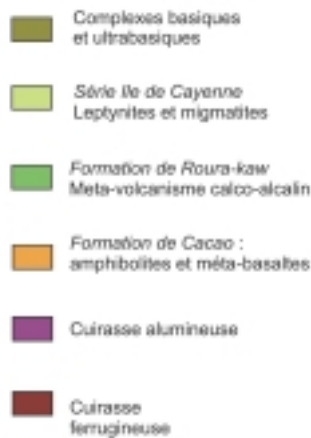 Complexes basiques
et ultrabasiques
Série Ile de Cayenne
Leptynites et migmatites
Formation de Roura-kaw
Meta-volcanisme calco-alcalin
Formation de Cacao :
amphibolites et méta-basaltes
Cuirasse alumineuse
Cuirasse
ferrugineuse